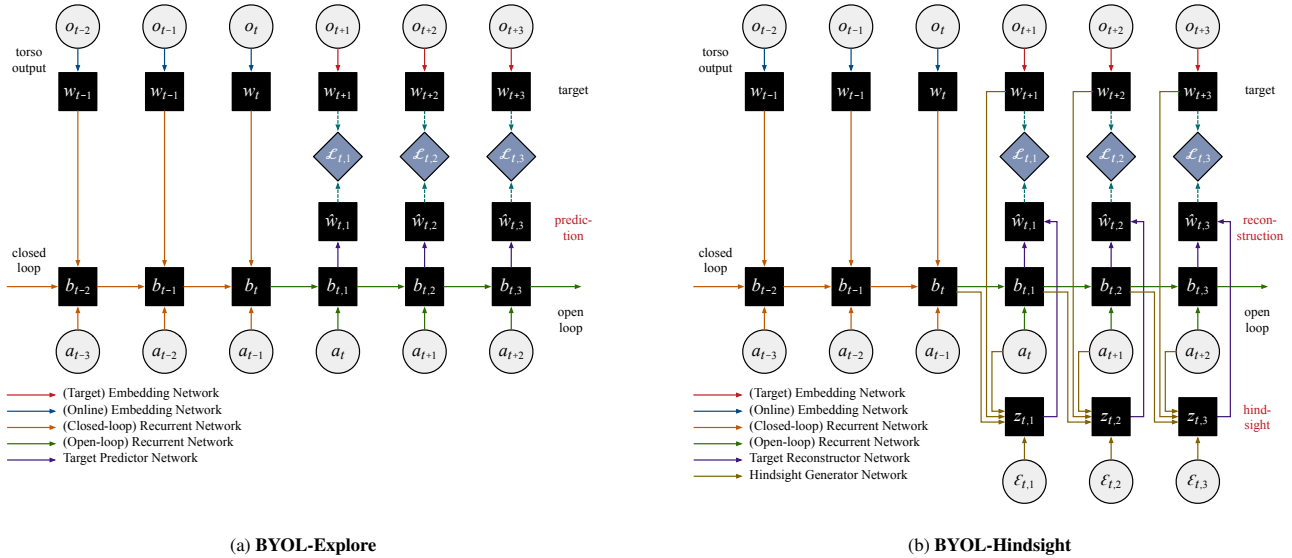 o_{t−2} o_{t−1} o_t o_{t+1} o_{t+2} o_{t+3}
torso
output
w_{t−1} w_{t−1} w_t w_{t+1} w_{t+2} w_{t+3} target
ℒ_{t,1} ℒ_{t,2} ℒ_{t,3}
ŵ_{t,1} ŵ_{t,2} ŵ_{t,3}
predic-
tion
closed
loop
b_{t−2} b_{t−1} b_t b_{t,1} b_{t,2} b_{t,3}
open
loop
a_{t−3} a_{t−2} a_{t−1} a_t a_{t+1} a_{t+2}
(Target) Embedding Network
(Online) Embedding Network
(Closed-loop) Recurrent Network
(Open-loop) Recurrent Network
Target Predictor Network
(a) BYOL-Explore
o_{t−2} o_{t−1} o_t o_{t+1} o_{t+2} o_{t+3}
torso
output
w_{t−1} w_{t−1} w_t w_{t+1} w_{t+2} w_{t+3} target
ℒ_{t,1} ℒ_{t,2} ℒ_{t,3}
ŵ_{t,1} ŵ_{t,2} ŵ_{t,3}
recon-
struction
closed
loop
b_{t−2} b_{t−1} b_t b_{t,1} b_{t,2} b_{t,3}
open
loop
a_{t−3} a_{t−2} a_{t−1} a_t a_{t+1} a_{t+2}
(Target) Embedding Network
(Online) Embedding Network
(Closed-loop) Recurrent Network
(Open-loop) Recurrent Network
Target Reconstructor Network
Hindsight Generator Network
z_{t,1} z_{t,2} z_{t,3}
hind-
sight
ε_{t,1} ε_{t,2} ε_{t,3}
(b) BYOL-Hindsight